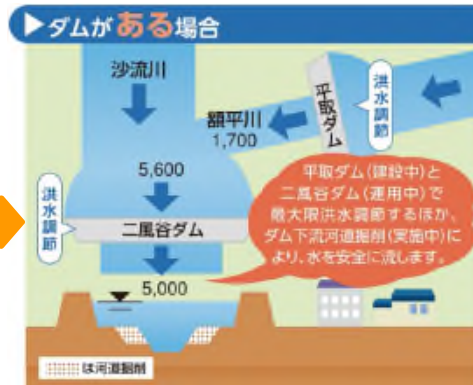 ▶ダムがある場合
沙流川
額平川
1,700
平取ダム
洪水調節
5,600
洪水調節
二風谷ダム
5,000
平取ダム(建設中)と
二風谷ダム(運用中)で
最大限洪水調節するほか、
ダム下流河道掘削(実施中)に
より、水を安全に流します。
は河道掘削